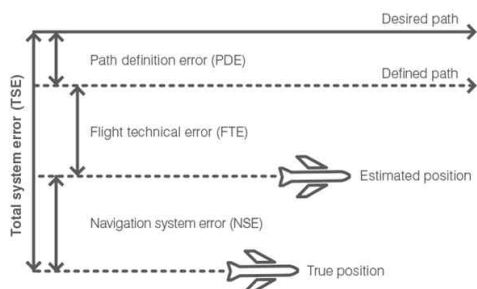 Desired path
Path definition error (PDE)
Defined path
Total system error (TSE)
Flight technical error (FTE)
Estimated position
Navigation system error (NSE)
True position